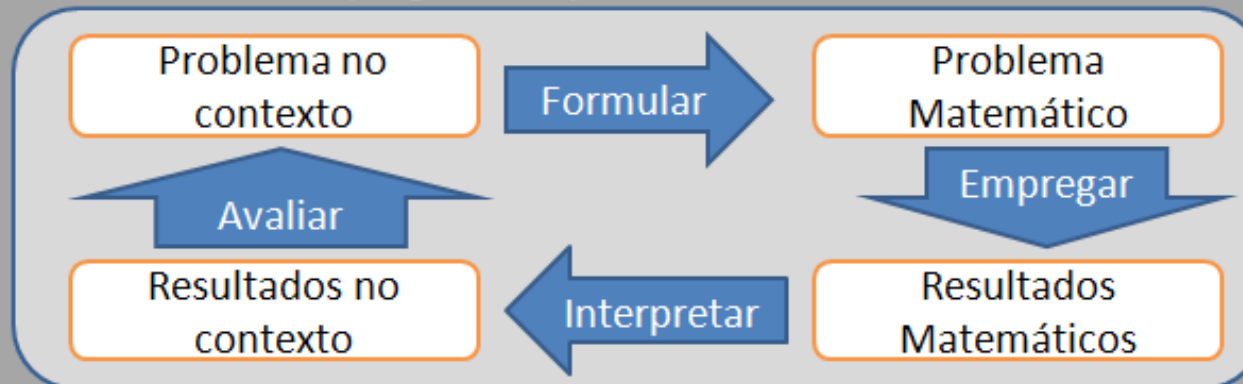 Problema no
contexto
Formular
Problema
Matemático
Empregar
Avaliar
Resultados no
contexto
Interpretar
Resultados
Matemáticos